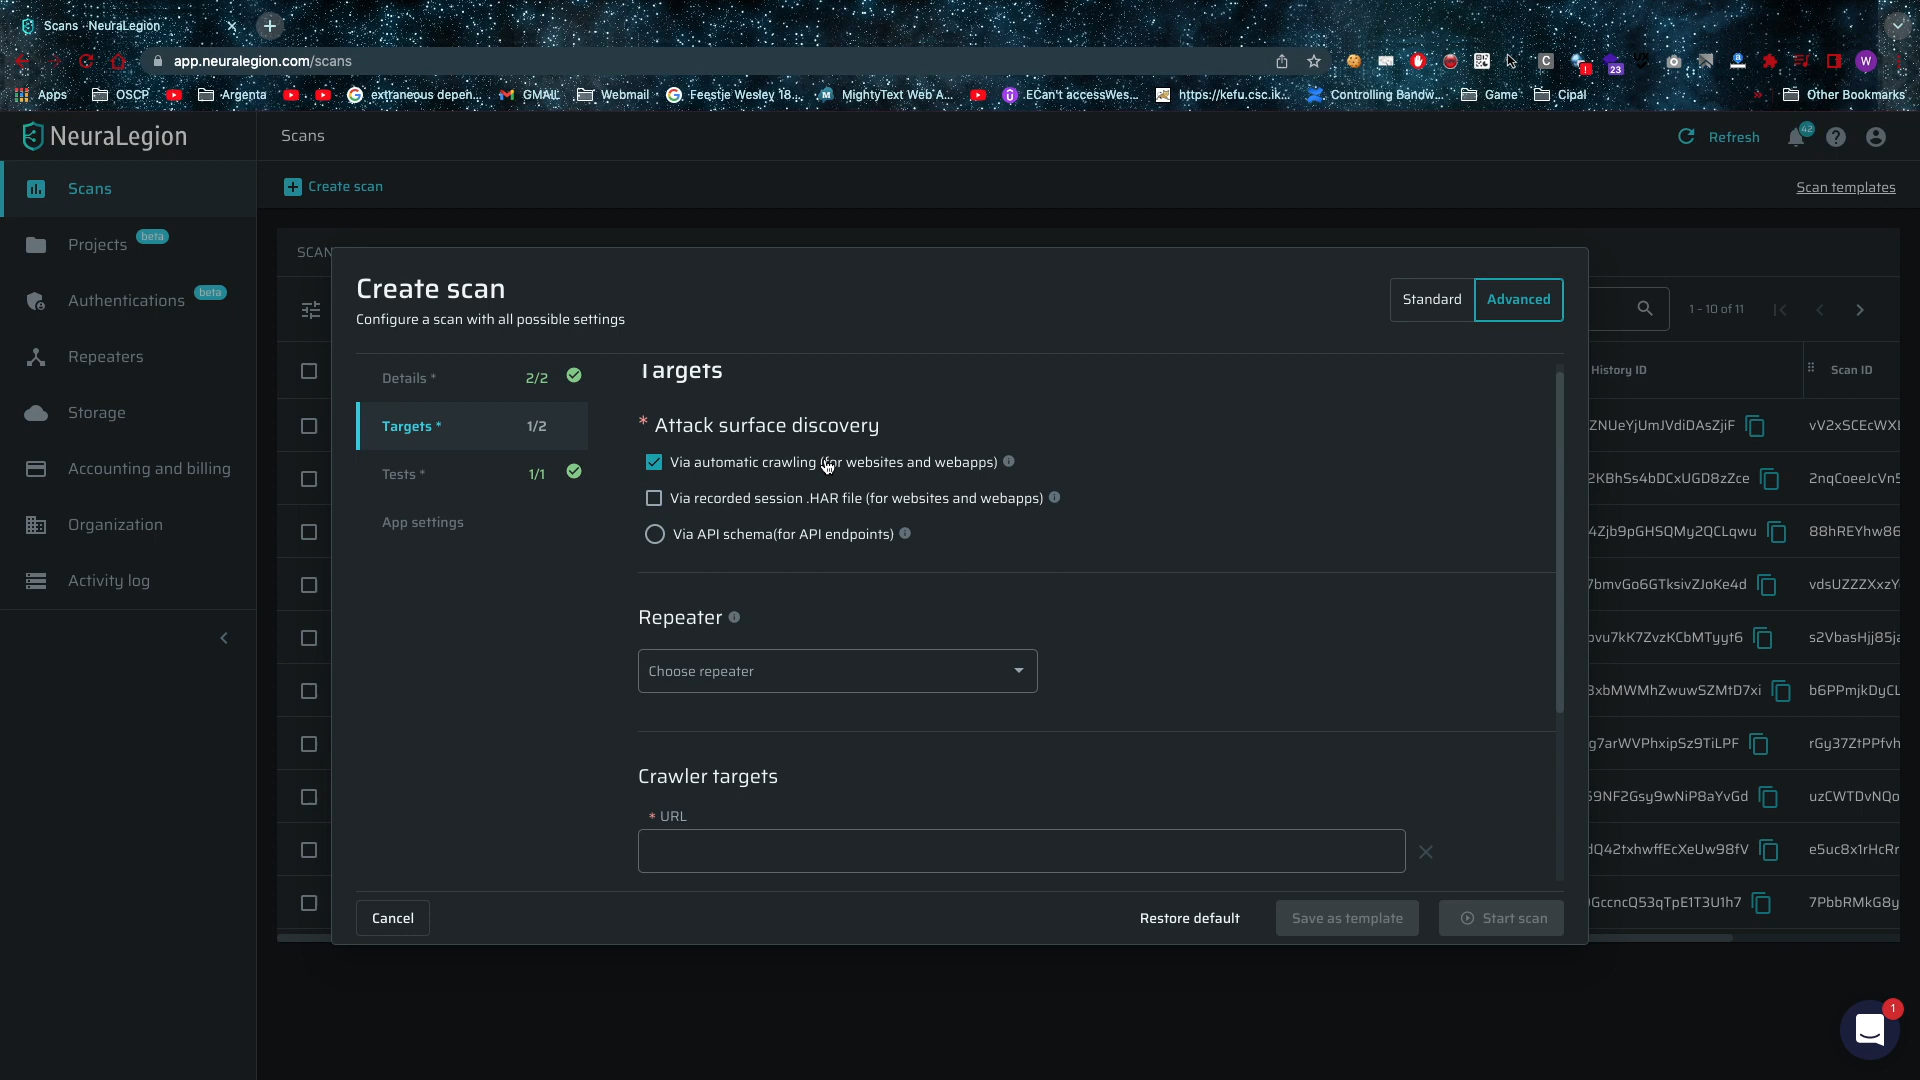 Scans - NeuraLegion
app.neuralegion.com/scans
23
W
Apps
OSCP
Argenta
extraneous depeh...
GMAIL
Webmail
Feestje Wesley 18...
MightyText Web A...
ECan't accessWes...
https://kefu.csc.ik...
Controlling Bandw...
Game
Cipal
Other Bookmarks
NeuraLegion
Scans
Refresh
42
Scans
Create scan
Scan templates
Projects
beta
Authentications
beta
Repeaters
Storage
Accounting and billing
Organization
Activity log
SCAN
Create scan
Configure a scan with all possible settings
Standard
Advanced
1 - 10 of 11
History ID
Scan ID
Details *
2/2
Targets *
1/2
Tests *
1/1
App settings
Targets
* Attack surface discovery
Via automatic crawling (for websites and webapps)
Via recorded session .HAR file (for websites and webapps)
Via API schema(for API endpoints)
Repeater
Choose repeater
Crawler targets
* URL
Cancel
Restore default
Save as template
Start scan
ZNUeYjUmJVdiDAsZjiF
vV2xSCEcWX
2KBhSs4bDCxUGD8zZce
2nqCoeeJcVn5
4Zjb9pGHSQMy2QCLqwu
88hREYhw86
7bmvGo6GTksivZJoKe4d
vdsUZZZXxzY
ovu7kK7ZvzKCbMTyyt6
s2VbasHjj85ja
3xbMWMhZwuwSZMtD7xi
b6PPmjkDyCL
g7arWVPhxipSz9TiLPF
rGy37ZtPPfvh
59NF2Gsy9wNiP8aYvGd
uzCWTDvNQo
dQ42txhwffEcXeUw98fV
e5uc8x1rHcRr
GccncQ53qTpE1T3U1h7
7PbbRMkG8y
1